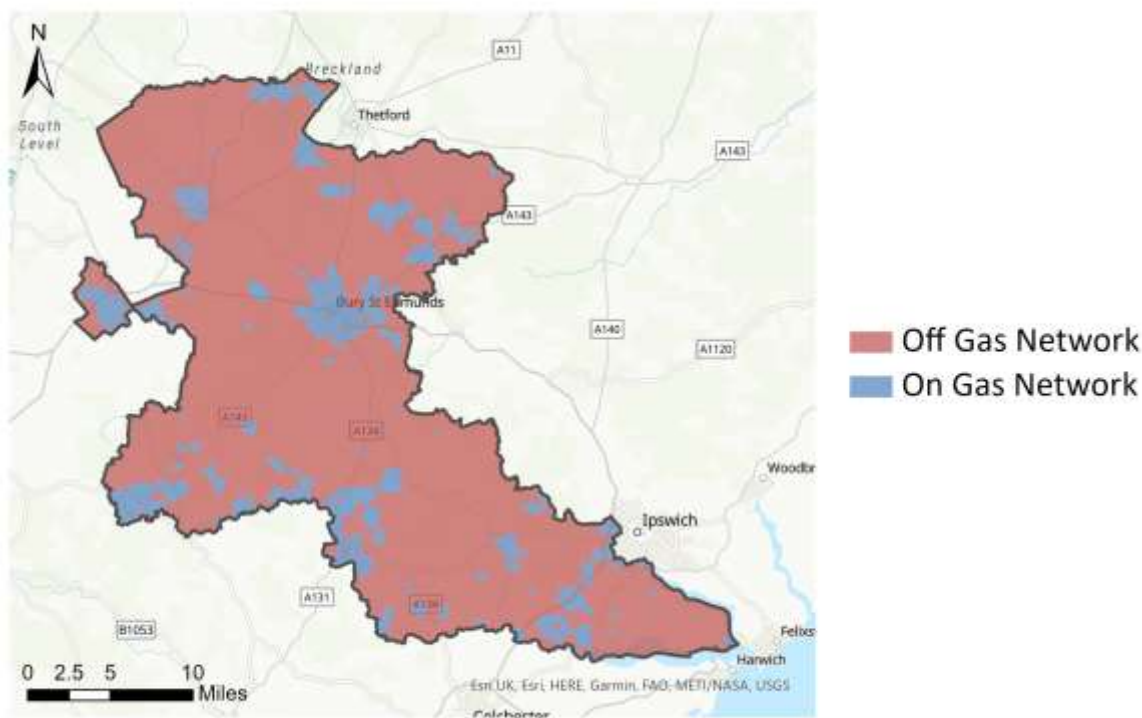 N
A11
Breckland
Thetford
South
Level
A143
A143
Bury St Edmunds
A140
A1120
Off Gas Network
On Gas Network
A143
A134
Woodbr
Ipswich
A131
B1053
Felixs
Harwich
0 2.5 5 10
Miles
Esri UK, Esri, HERE, Garmin, FAO, METI/NASA, USGS
Colchester